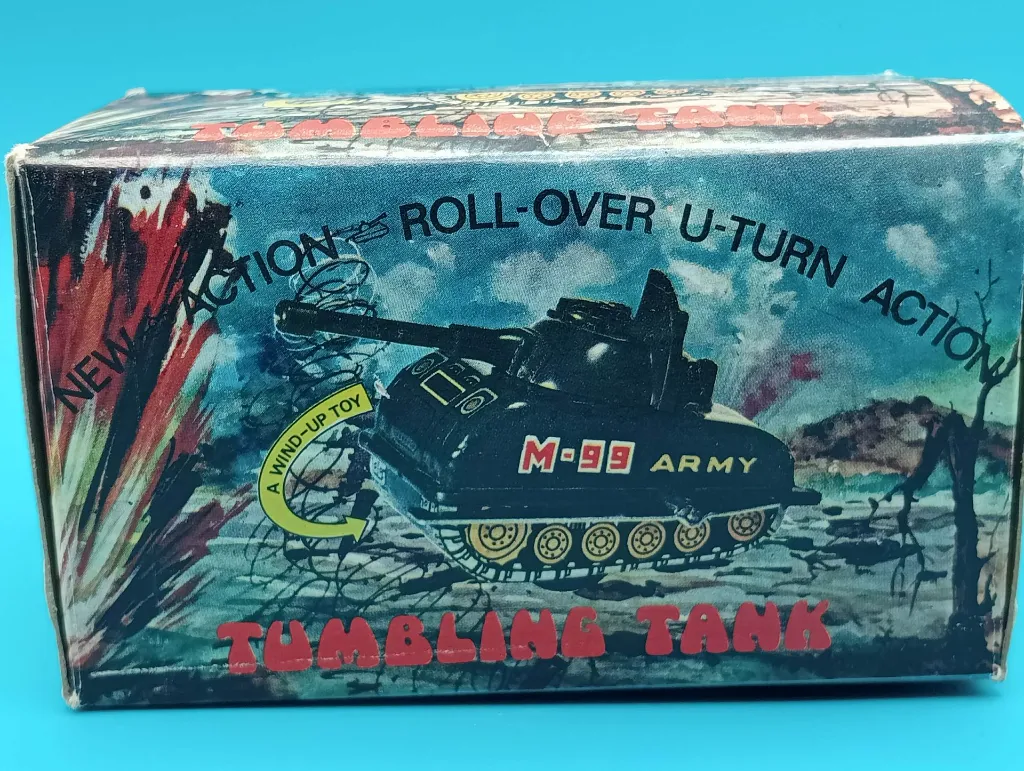 TUMBLING TANK
NEW ACTION ROLL-OVER U-TURN ACTION
A WIND-UP TOY
M-99 ARMY
TUMBLING TANK